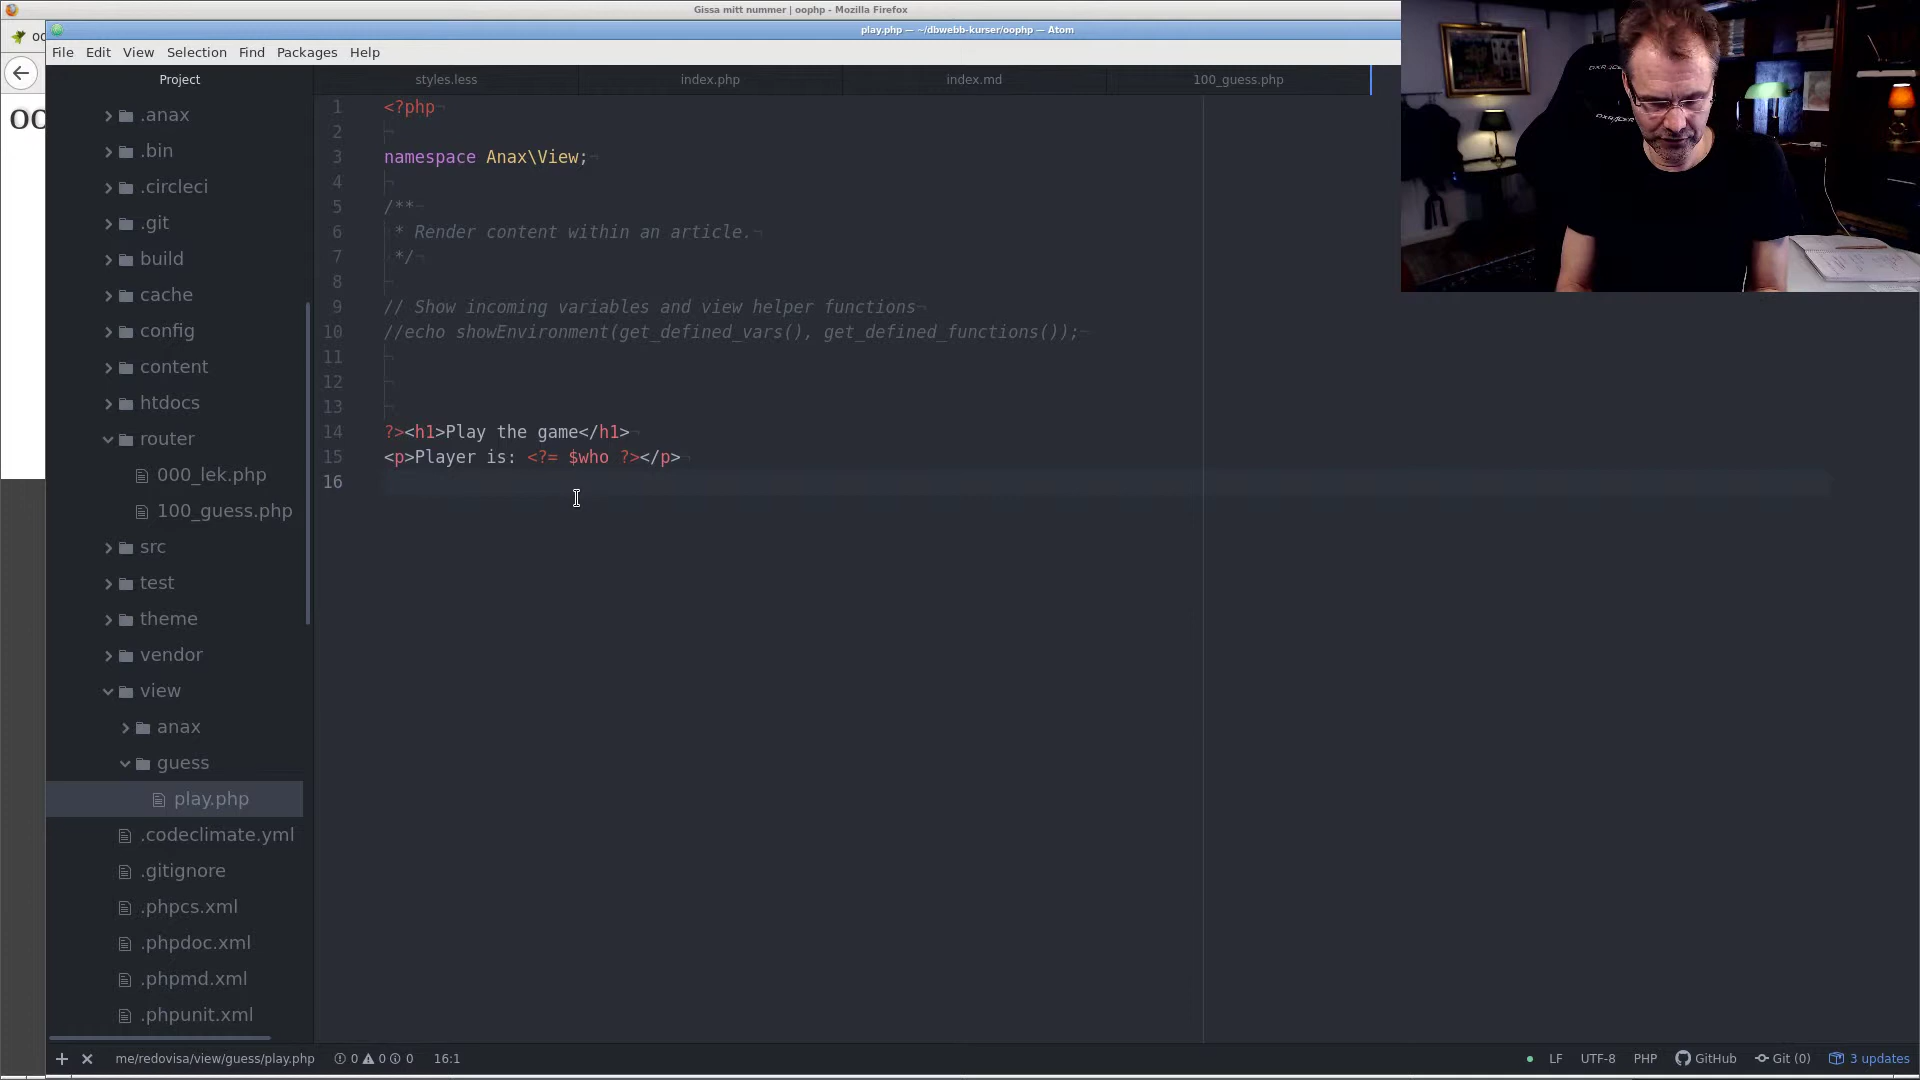 Gissa mitt nummer | oophp - Mozilla Firefox
play.php — ~/dbwebb-kurser/oophp — Atom
File Edit View Selection Find Packages Help
Project
styles.less index.php index.md 100_guess.php
.anax
.bin
.circleci
.git
build
cache
config
content
htdocs
router
000_lek.php
100_guess.php
src
test
theme
vendor
view
anax
guess
play.php
.codeclimate.yml
.gitignore
.phpcs.xml
.phpdoc.xml
.phpmd.xml
.phpunit.xml
1 <?php
2
3 namespace Anax\View;
4
5 /**
6 * Render content within an article.
7 */
8
9 // Show incoming variables and view helper functions
10 //echo showEnvironment(get_defined_vars(), get_defined_functions());
11
12
13
14 ?><h1>Play the game</h1>
15 <p>Player is: <?= $who ?></p>
16
me/redovisa/view/guess/play.php 0 0 0 16:1
LF UTF-8 PHP GitHub Git (0) 3 updates